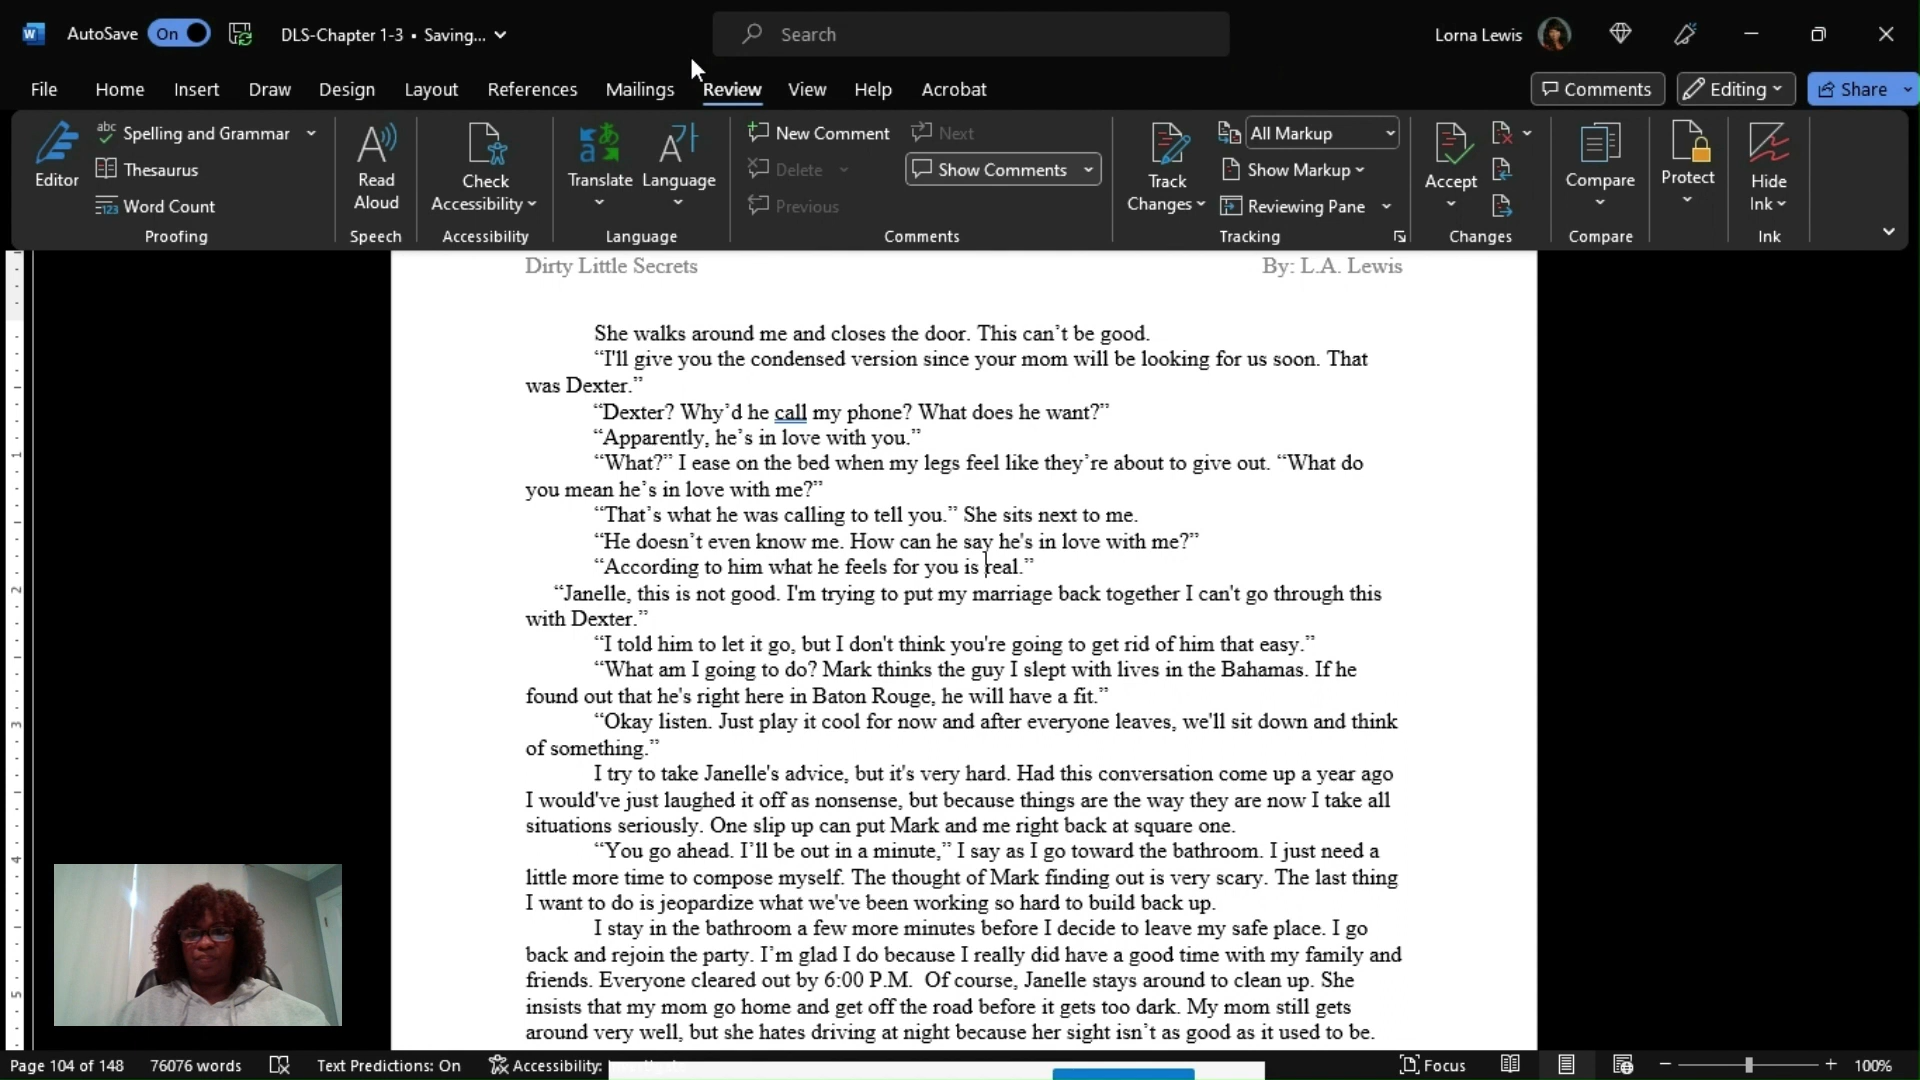 AutoSave On DLS-Chapter 1-3 • Saving... Search Lorna Lewis
File Home Insert Draw Design Layout References Mailings Review View Help Acrobat Comments Editing Share
Editor
abc Spelling and Grammar
Thesaurus
123 Word Count
Proofing
Read Aloud
Speech
Check Accessibility
Accessibility
Translate
Language
Language
New Comment
Delete
Previous
Next
Show Comments
Comments
Track Changes
All Markup
Show Markup
Reviewing Pane
Tracking
Accept
Changes
Compare
Compare
Protect
Hide Ink
Ink
Dirty Little Secrets By: L.A. Lewis
She walks around me and closes the door. This can’t be good.
“I'll give you the condensed version since your mom will be looking for us soon. That
was Dexter.”
“Dexter? Why’d he call my phone? What does he want?”
“Apparently, he’s in love with you.”
“What?” I ease on the bed when my legs feel like they’re about to give out. “What do
you mean he’s in love with me?”
“That’s what he was calling to tell you.” She sits next to me.
“He doesn’t even know me. How can he say he's in love with me?”
“According to him what he feels for you is real.”
“Janelle, this is not good. I'm trying to put my marriage back together I can't go through this
with Dexter.”
“I told him to let it go, but I don't think you're going to get rid of him that easy.”
“What am I going to do? Mark thinks the guy I slept with lives in the Bahamas. If he
found out that he's right here in Baton Rouge, he will have a fit.”
“Okay listen. Just play it cool for now and after everyone leaves, we'll sit down and think
of something.”
I try to take Janelle's advice, but it's very hard. Had this conversation come up a year ago
I would've just laughed it off as nonsense, but because things are the way they are now I take all
situations seriously. One slip up can put Mark and me right back at square one.
“You go ahead. I’ll be out in a minute,” I say as I go toward the bathroom. I just need a
little more time to compose myself. The thought of Mark finding out is very scary. The last thing
I want to do is jeopardize what we've been working so hard to build back up.
I stay in the bathroom a few more minutes before I decide to leave my safe place. I go
back and rejoin the party. I’m glad I do because I really did have a good time with my family and
friends. Everyone cleared out by 6:00 P.M. Of course, Janelle stays around to clean up. She
insists that my mom go home and get off the road before it gets too dark. My mom still gets
around very well, but she hates driving at night because her sight isn’t as good as it used to be.
Page 104 of 148 76076 words Text Predictions: On Accessibility: Focus 100%